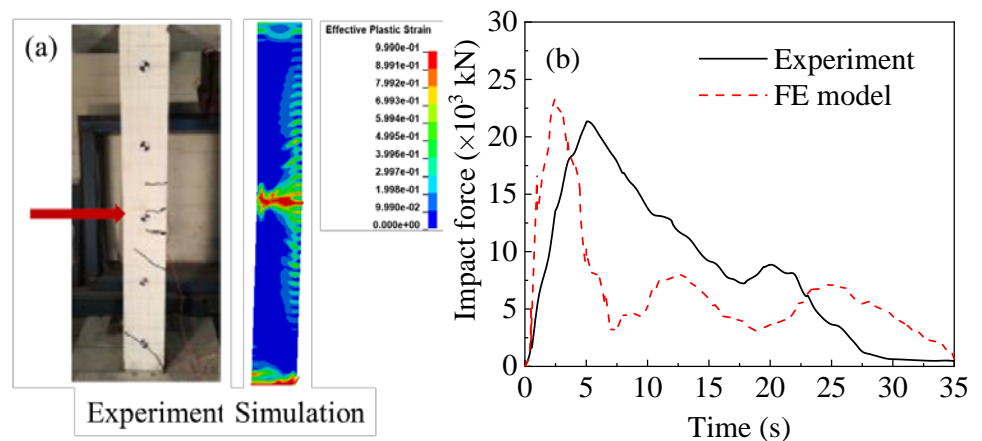 (a)
Effective Plastic Strain
9.990e-01
8.991e-01
7.992e-01
6.993e-01
5.994e-01
4.995e-01
3.996e-01
2.997e-01
1.998e-01
9.990e-02
0.000e+00
Experiment Simulation
(b)
Experiment
FE model
Impact force (×10³ kN)
30
25
20
15
10
5
0
0 5 10 15 20 25 30 35
Time (s)